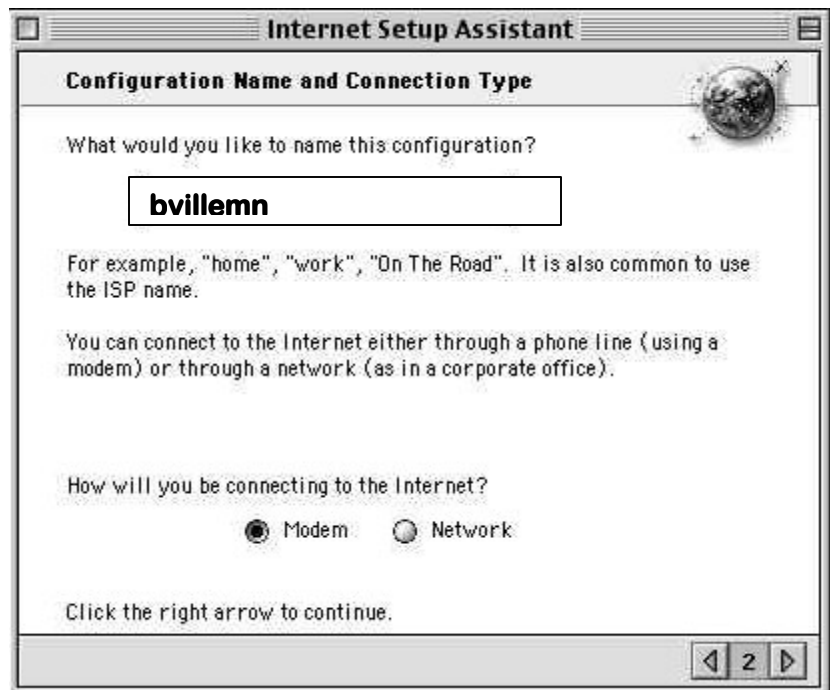 Internet Setup Assistant
Configuration Name and Connection Type
What would you like to name this configuration?
bvillemn
For example, "home", "work", "On The Road". It is also common to use
the ISP name.
You can connect to the Internet either through a phone line (using a
modem) or through a network (as in a corporate office).
How will you be connecting to the Internet?
Modem Network
Click the right arrow to continue.
2